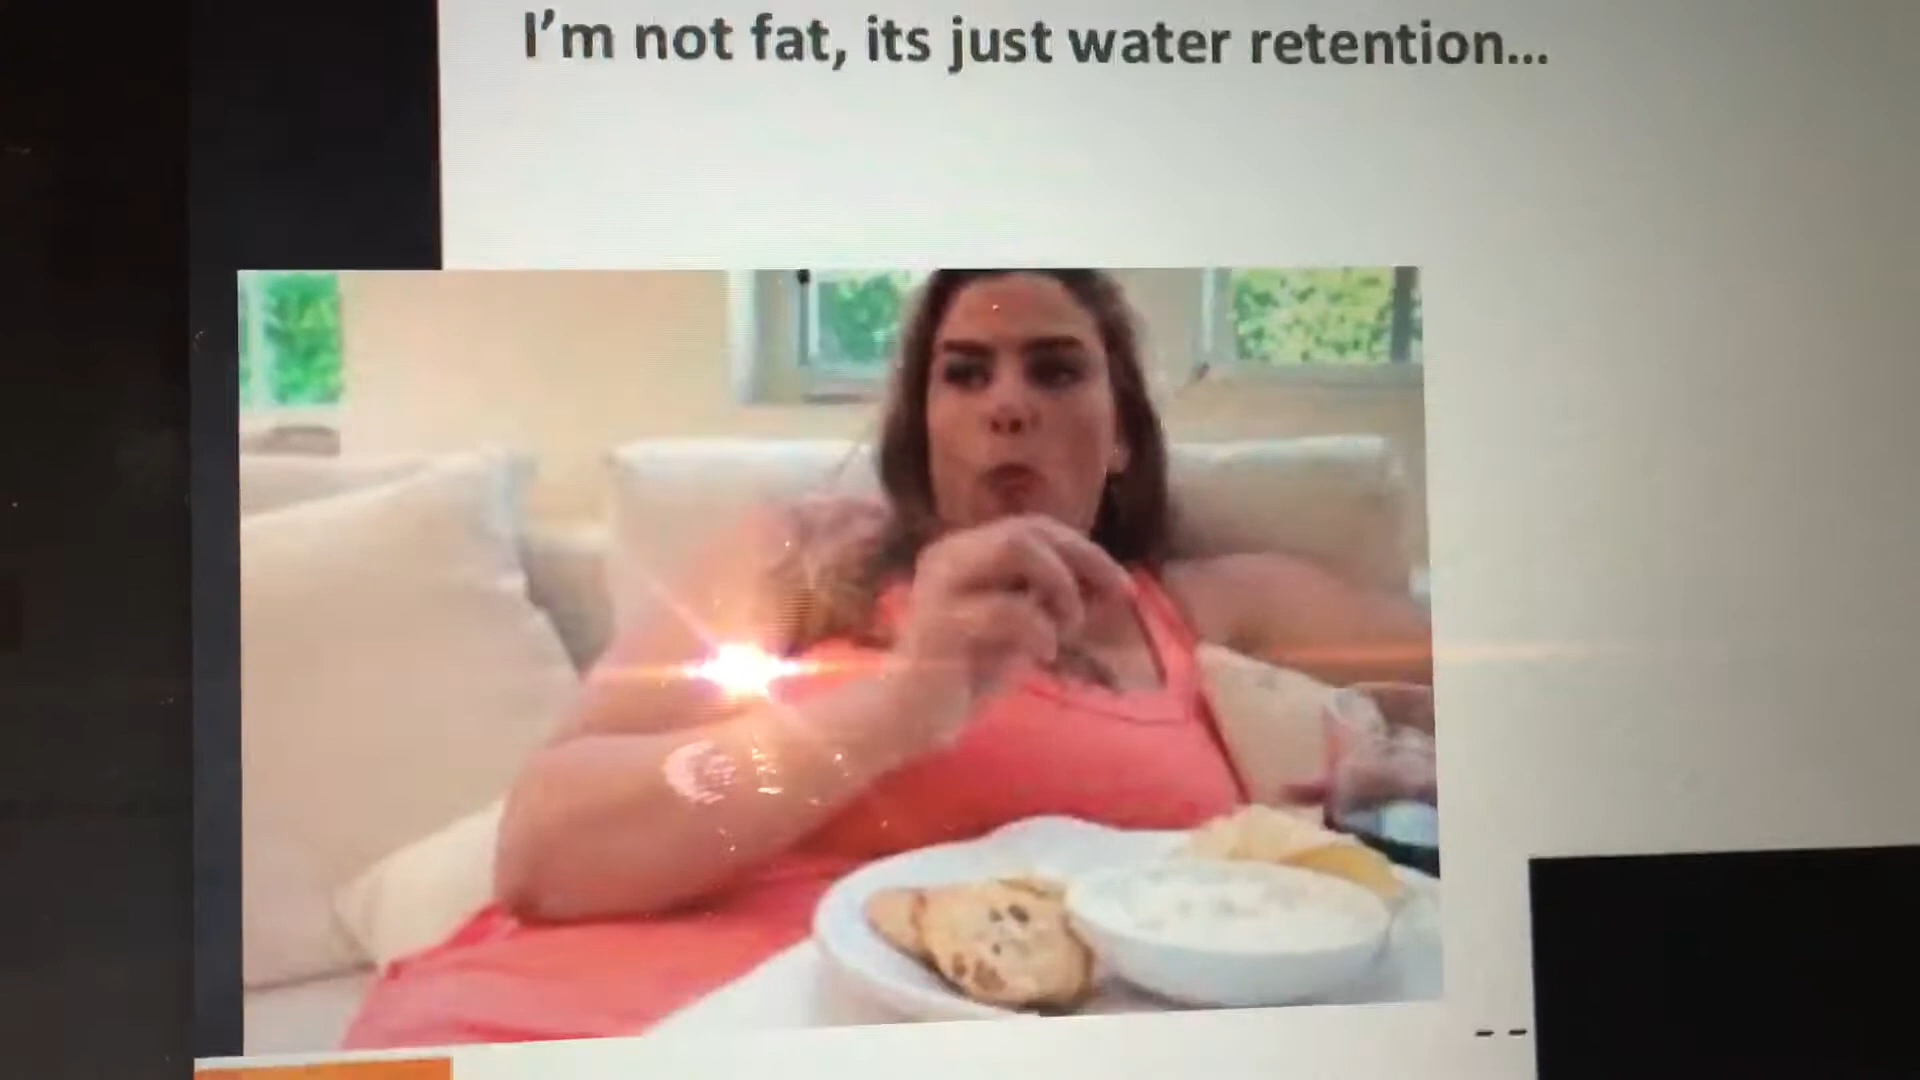 I'm not fat, its just water retention...
--